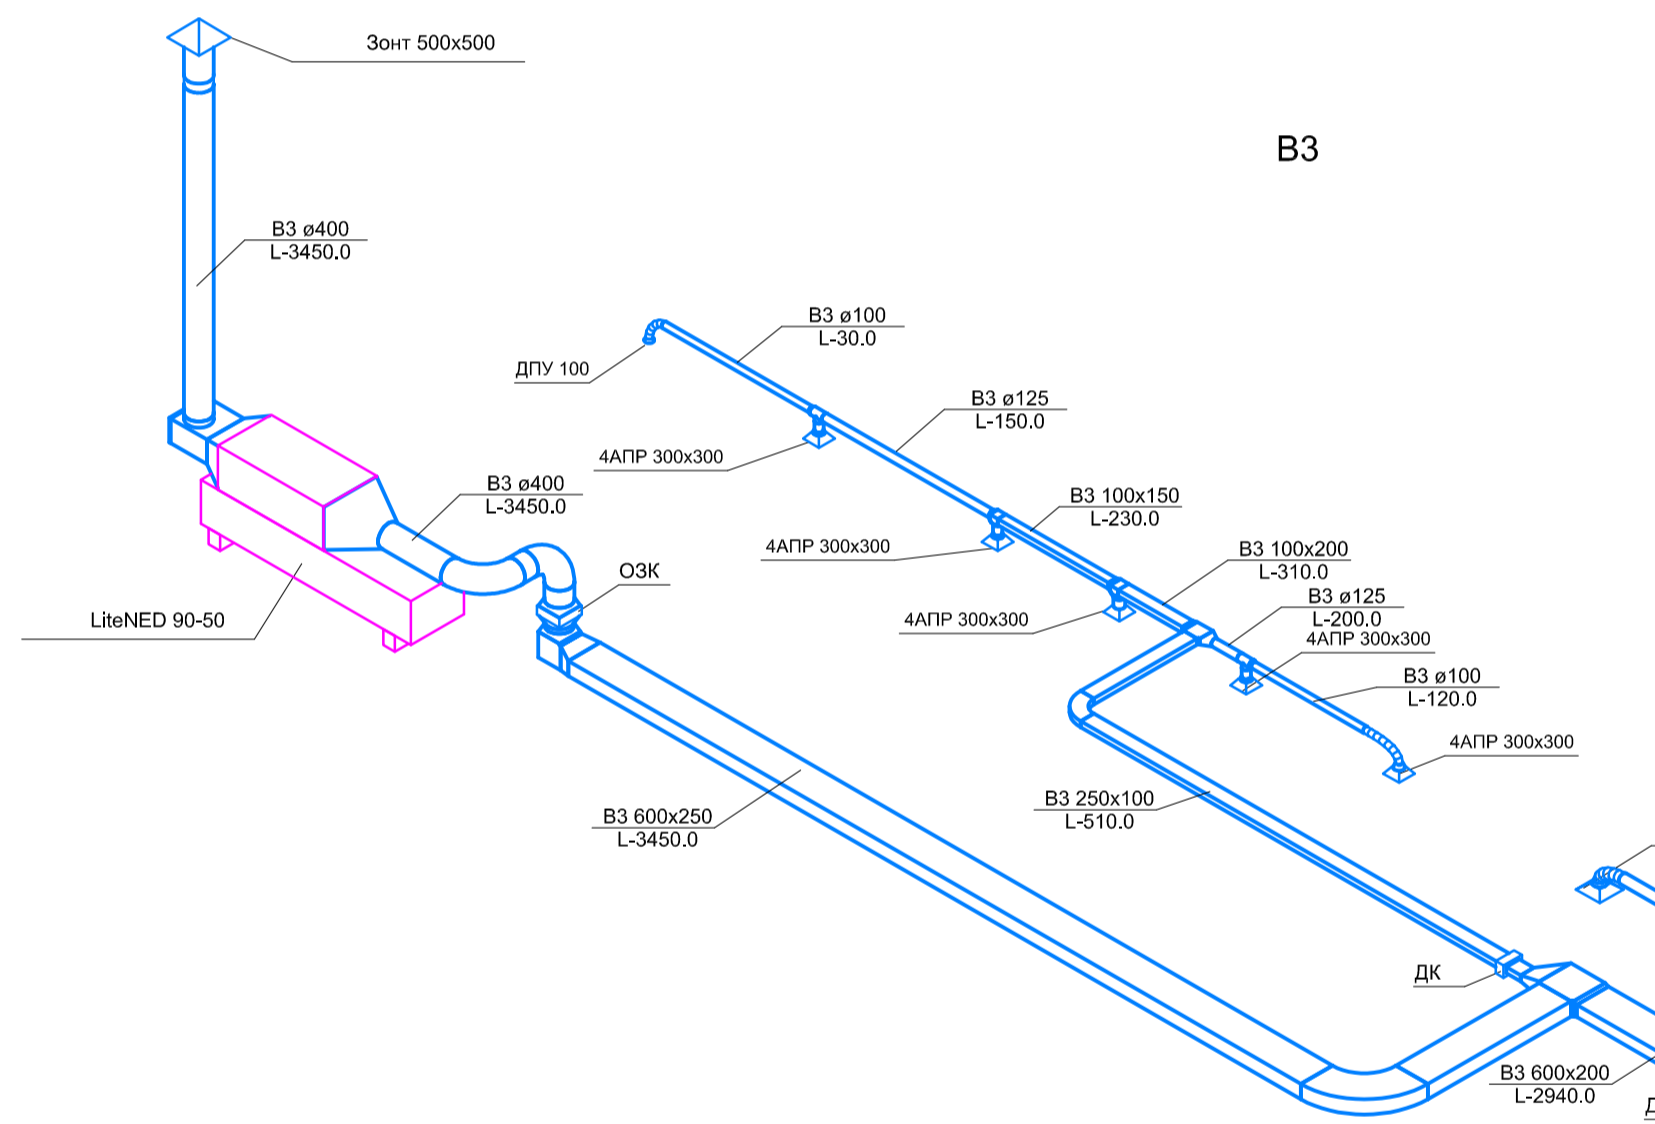 Зонт 500х500
В3
В3 ø400
L-3450.0
В3 ø100
L-30.0
ДПУ 100
В3 ø125
L-150.0
4АПР 300х300
В3 ø400
L-3450.0
В3 100х150
L-230.0
4АПР 300х300
В3 100х200
L-310.0
ОЗК
В3 ø125
L-200.0
4АПР 300х300
LiteNED 90-50
4АПР 300х300
В3 ø100
L-120.0
4АПР 300х300
В3 250х100
L-510.0
В3 600х250
L-3450.0
ДК
В3 600х200
L-2940.0